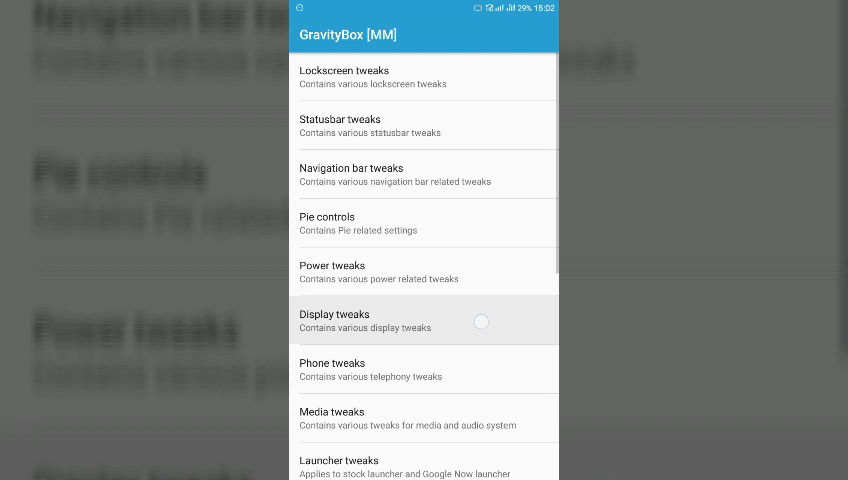 29% 15:02
GravityBox [MM]
Lockscreen tweaks
Contains various lockscreen tweaks
Statusbar tweaks
Contains various statusbar tweaks
Navigation bar tweaks
Contains various navigation bar related tweaks
Pie controls
Contains Pie related settings
Power tweaks
Contains various power related tweaks
Display tweaks
Contains various display tweaks
Phone tweaks
Contains various telephony tweaks
Media tweaks
Contains various tweaks for media and audio system
Launcher tweaks
Applies to stock launcher and Google Now launcher